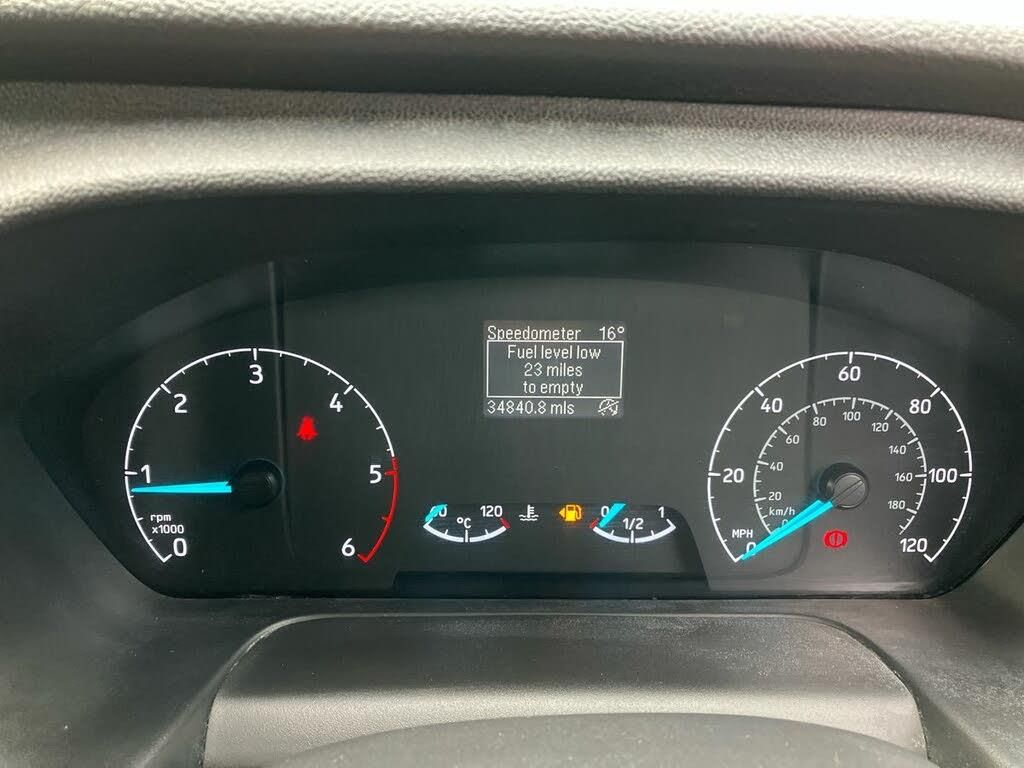 Speedometer 16°
Fuel level low
23 miles
to empty
34840.8 mls
0
1
2
3
4
5
6
rpm
x1000
120
°C
0
1/2
1
0
20
40
60
80
100
120
MPH
km/h
20
40
60
80
100
120
140
160
180